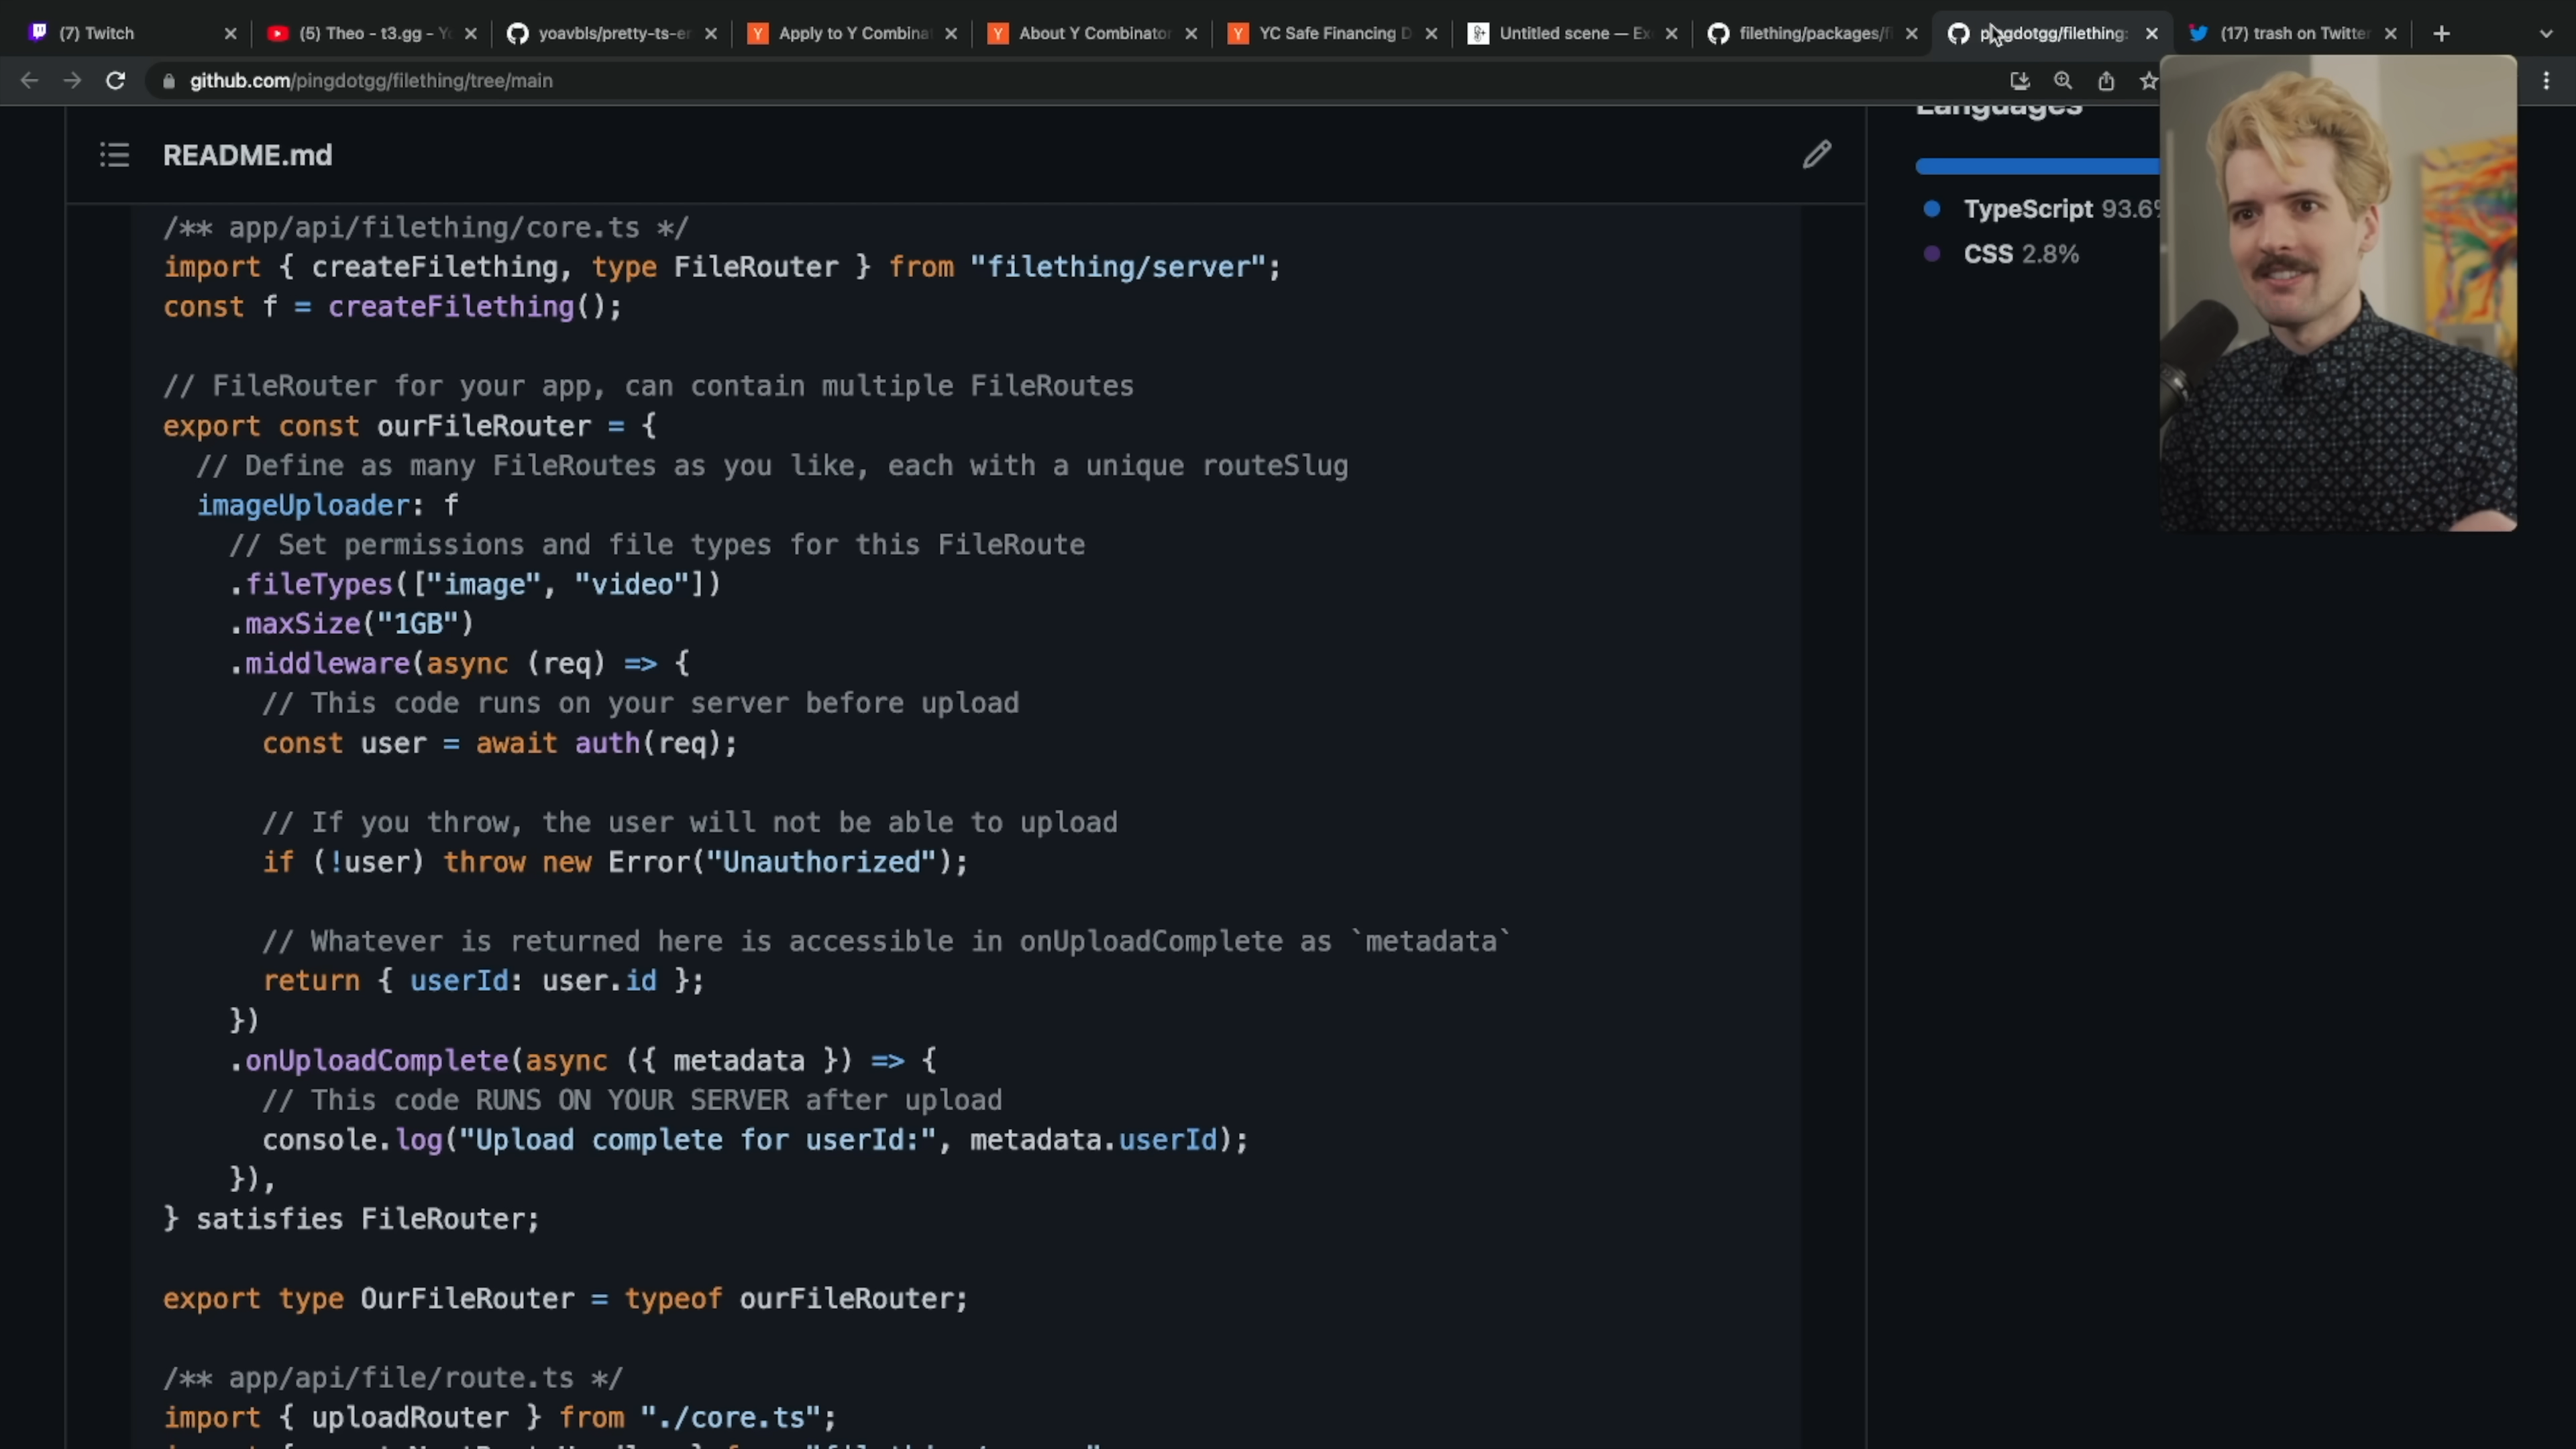 (7) Twitch
(5) Theo - t3.gg - Yo
yoavbls/pretty-ts-er
Apply to Y Combina
About Y Combinator
YC Safe Financing D
Untitled scene — Ex
filething/packages/fi
pingdotgg/filething:
(17) trash on Twitter
github.com/pingdotgg/filething/tree/main
Languages
README.md
TypeScript 93.6%
CSS 2.8%
/** app/api/filething/core.ts */
import { createFilething, type FileRouter } from "filething/server";
const f = createFilething();
// FileRouter for your app, can contain multiple FileRoutes
export const ourFileRouter = {
// Define as many FileRoutes as you like, each with a unique routeSlug
imageUploader: f
// Set permissions and file types for this FileRoute
.fileTypes(["image", "video"])
.maxSize("1GB")
.middleware(async (req) => {
// This code runs on your server before upload
const user = await auth(req);
// If you throw, the user will not be able to upload
if (!user) throw new Error("Unauthorized");
// Whatever is returned here is accessible in onUploadComplete as `metadata`
return { userId: user.id };
})
.onUploadComplete(async ({ metadata }) => {
// This code RUNS ON YOUR SERVER after upload
console.log("Upload complete for userId:", metadata.userId);
}),
} satisfies FileRouter;
export type OurFileRouter = typeof ourFileRouter;
/** app/api/file/route.ts */
import { uploadRouter } from "./core.ts";